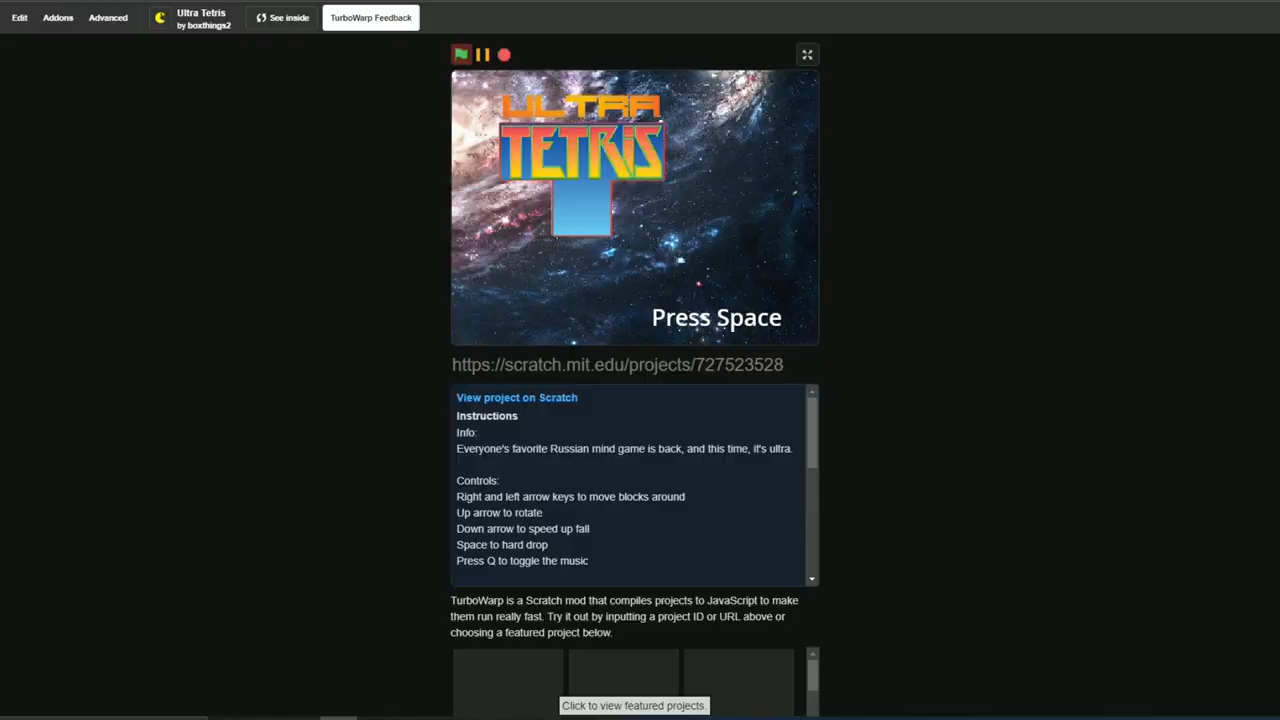 Edit Addons Advanced Ultra Tetris by boxthings2 See inside TurboWarp Feedback
ULTRA
TETRIS
Press Space
https://scratch.mit.edu/projects/727523528
View project on Scratch
Instructions
Info:
Everyone's favorite Russian mind game is back, and this time, it's ultra.
Controls:
Right and left arrow keys to move blocks around
Up arrow to rotate
Down arrow to speed up fall
Space to hard drop
Press Q to toggle the music
TurboWarp is a Scratch mod that compiles projects to JavaScript to make
them run really fast. Try it out by inputting a project ID or URL above or
choosing a featured project below.
Click to view featured projects.